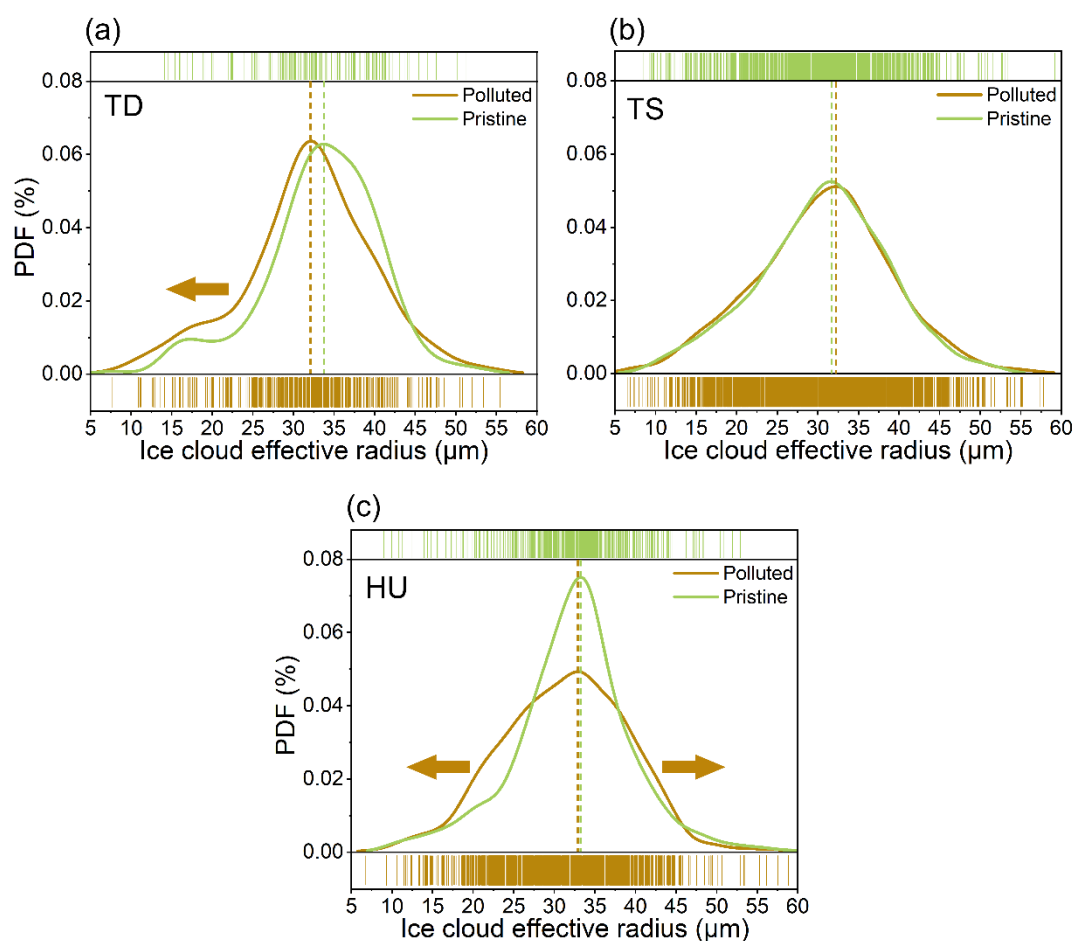 (a)
TD
Polluted
Pristine
0.08
0.06
0.04
0.02
0.00
PDF (%)
5 10 15 20 25 30 35 40 45 50 55 60
Ice cloud effective radius (µm)
(b)
TS
Polluted
Pristine
0.08
0.06
0.04
0.02
0.00
PDF (%)
5 10 15 20 25 30 35 40 45 50 55 60
Ice cloud effective radius (µm)
(c)
HU
Polluted
Pristine
0.08
0.06
0.04
0.02
0.00
PDF (%)
5 10 15 20 25 30 35 40 45 50 55 60
Ice cloud effective radius (µm)